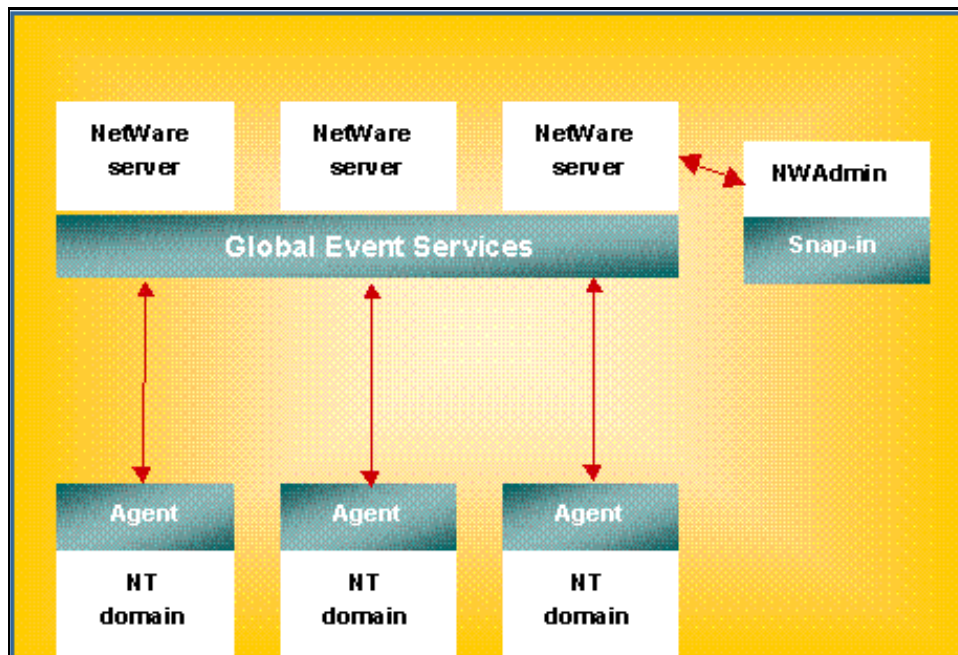 NetWare
server
NetWare
server
NetWare
server
NWAdmin
Snap-in
Global Event Services
Agent
Agent
Agent
NT
domain
NT
domain
NT
domain